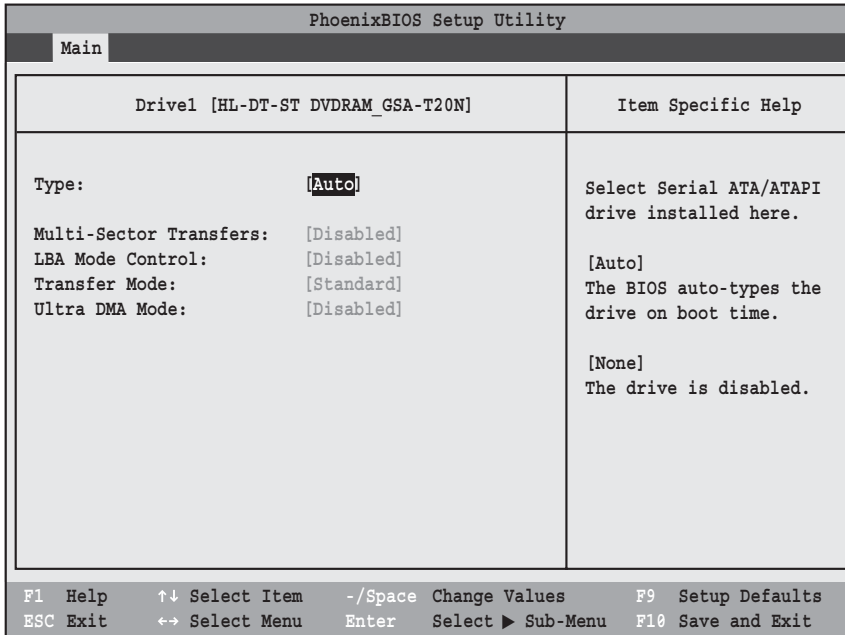 PhoenixBIOS Setup Utility
Main
Drive1 [HL-DT-ST DVDRAM_GSA-T20N]
Item Specific Help
Type: [Auto]
Multi-Sector Transfers: [Disabled]
LBA Mode Control: [Disabled]
Transfer Mode: [Standard]
Ultra DMA Mode: [Disabled]
Select Serial ATA/ATAPI
drive installed here.
[Auto]
The BIOS auto-types the
drive on boot time.
[None]
The drive is disabled.
F1 Help ↑↓ Select Item -/Space Change Values F9 Setup Defaults
ESC Exit ←→ Select Menu Enter Select ▶ Sub-Menu F10 Save and Exit